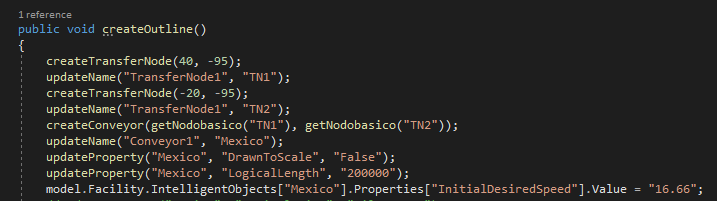 1 reference
public void createOutline()
{
createTransferNode(40, -95);
updateName("TransferNode1", "TN1");
createTransferNode(-20, -95);
updateName("TransferNode1", "TN2");
createConveyor(getNodobasico("TN1"), getNodobasico("TN2"));
updateName("Conveyor1", "Mexico");
updateProperty("Mexico", "DrawnToScale", "False");
updateProperty("Mexico", "LogicalLength", "200000");
model.Facility.IntelligentObjects["Mexico"].Properties["InitialDesiredSpeed"].Value = "16.66";